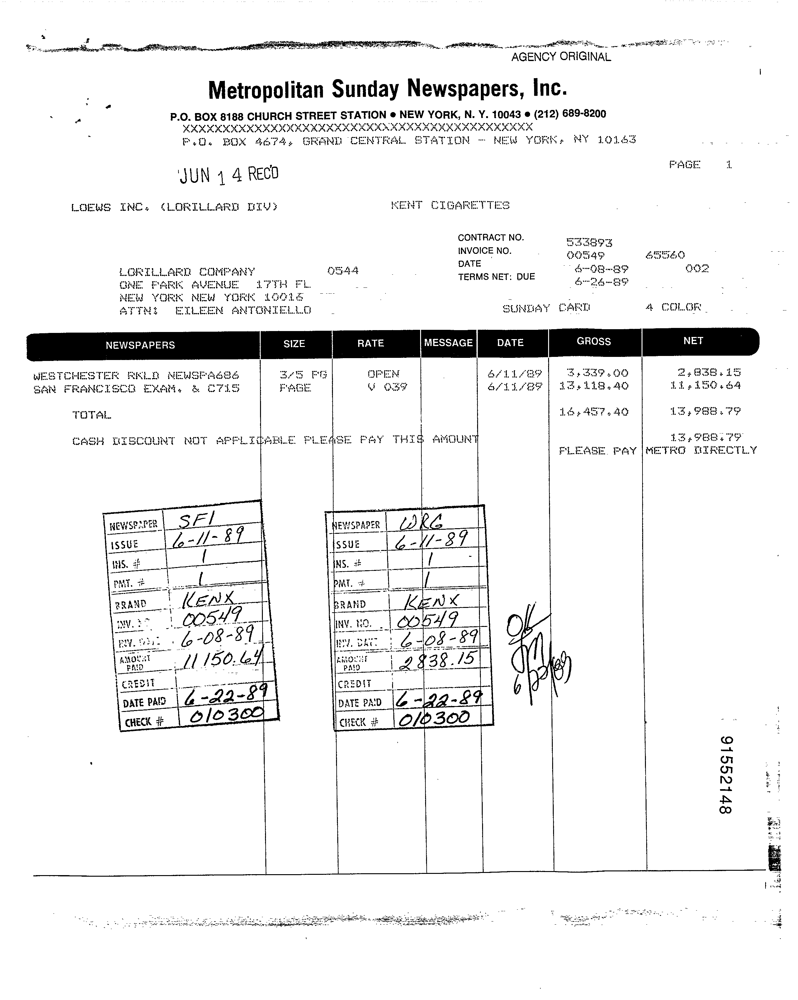 AGENCY ORIGINAL
Metropolitan Sunday Newspapers, Inc.
P.O. BOX 8188 CHURCH STREET STATION • NEW YORK, N. Y. 10043 • (212) 689-8200
XXXXXXXXXXXXXXXXXXXXXXXXXXXXXXXXXXXXXXXXXXXX
P.O. BOX 4674, GRAND CENTRAL STATION - NEW YORK, NY 10163
JUN 14 REC'D
PAGE 1
LOEWS INC. (LORILLARD DIV) KENT CIGARETTES
CONTRACT NO. 533893
INVOICE NO. 00549 65560
DATE 6-08-89 002
TERMS NET: DUE 6-26-89
LORILLARD COMPANY 0544
ONE PARK AVENUE 17TH FL
NEW YORK NEW YORK 10016
ATTN: EILEEN ANTONIELLO
SUNDAY CARD 4 COLOR
NEWSPAPERS SIZE RATE MESSAGE DATE GROSS NET
WESTCHESTER RKLD NEWSPA686 3/5 PG OPEN 6/11/89 3,339.00 2,838.15
SAN FRANCISCO EXAM. & C715 PAGE V 039 6/11/89 13,118.40 11,150.64
TOTAL 16,457.40 13,988.79
CASH DISCOUNT NOT APPLICABLE PLEASE PAY THIS AMOUNT 13,988.79
PLEASE PAY METRO DIRECTLY
NEWSPAPER SFI
ISSUE 6-11-89
INS. # 1
PMT. # 1
BRAND KENX
INV. NO. 00549
INV. DATE 6-08-89
AMOUNT PAID 11150.64
CREDIT
DATE PAID 6-22-89
CHECK # 010300
NEWSPAPER WRG
ISSUE 6-11-89
INS. # 1
PMT. # 1
BRAND KENX
INV. NO. 00549
INV. DATE 6-08-89
AMOUNT PAID 2838.15
CREDIT
DATE PAID 6-22-89
CHECK # 010300
OK
91552148